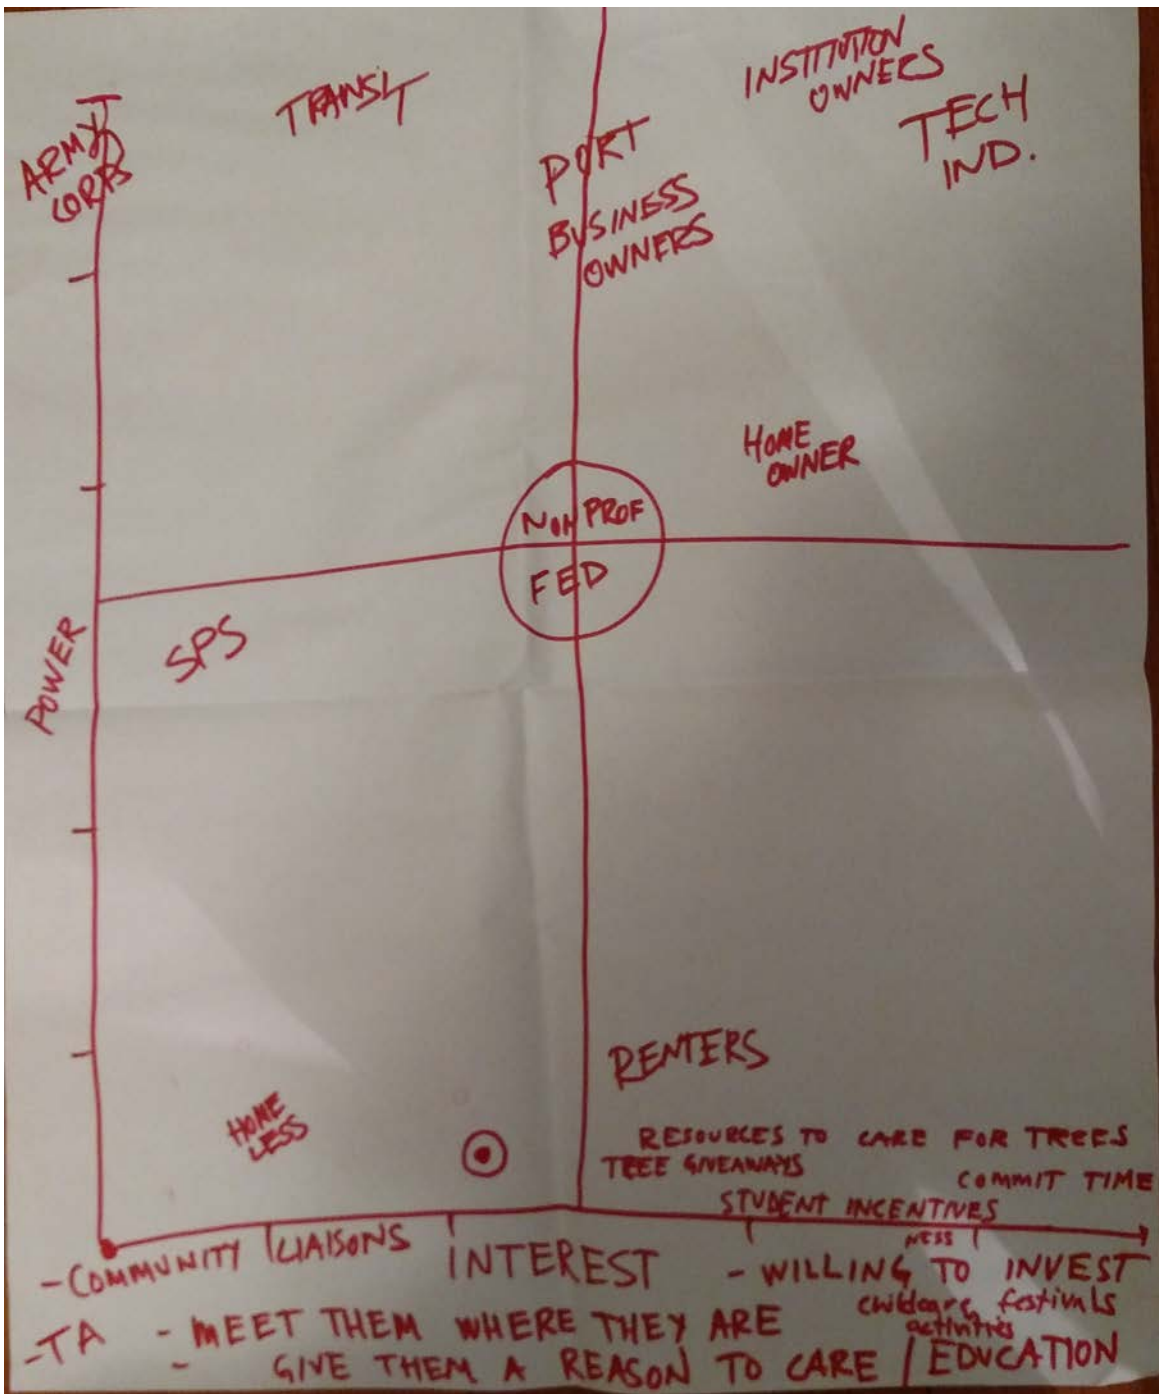 TRANSIT
INSTITUTION
OWNERS
TECH
IND.
ARMY
CORPS
PORT
BUSINESS
OWNERS
HOME
OWNER
NON PROF
FED
SPS
POWER
RENTERS
HOME
LESS
RESOURCES TO CARE FOR TREES
TREE GIVEAWAYS
COMMIT TIME
STUDENT INCENTIVES
-COMMUNITY LIAISONS
INTEREST
NESS
- WILLING TO INVEST
childcare, festivals
activities
-TA - MEET THEM WHERE THEY ARE
- GIVE THEM A REASON TO CARE / EDUCATION